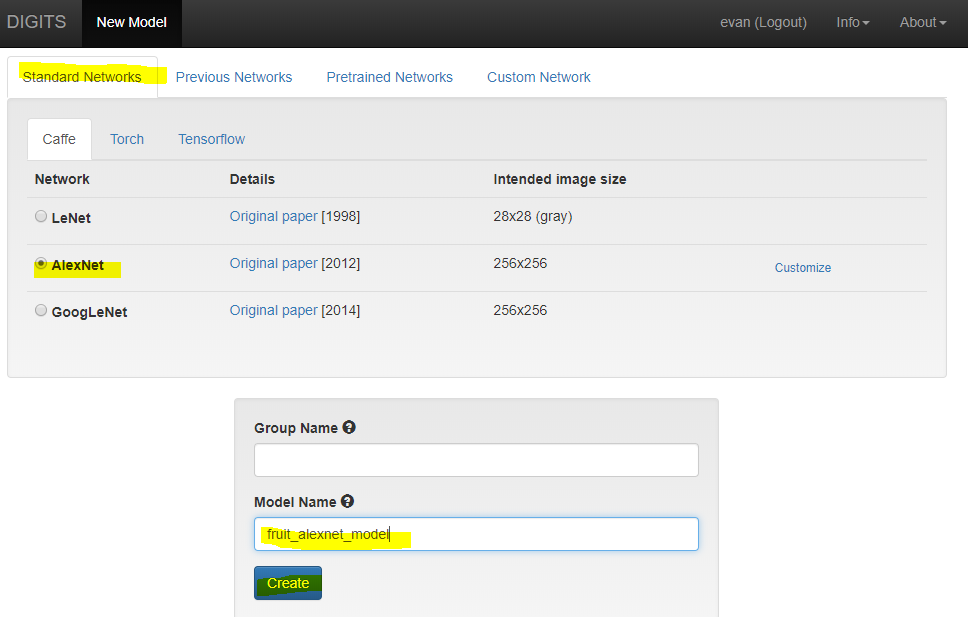 DIGITS New Model evan (Logout) Info About
Standard Networks Previous Networks Pretrained Networks Custom Network
Caffe Torch Tensorflow
Network Details Intended image size
LeNet Original paper [1998] 28x28 (gray)
AlexNet Original paper [2012] 256x256 Customize
GoogLeNet Original paper [2014] 256x256
Group Name ?
Model Name ?
fruit_alexnet_model
Create